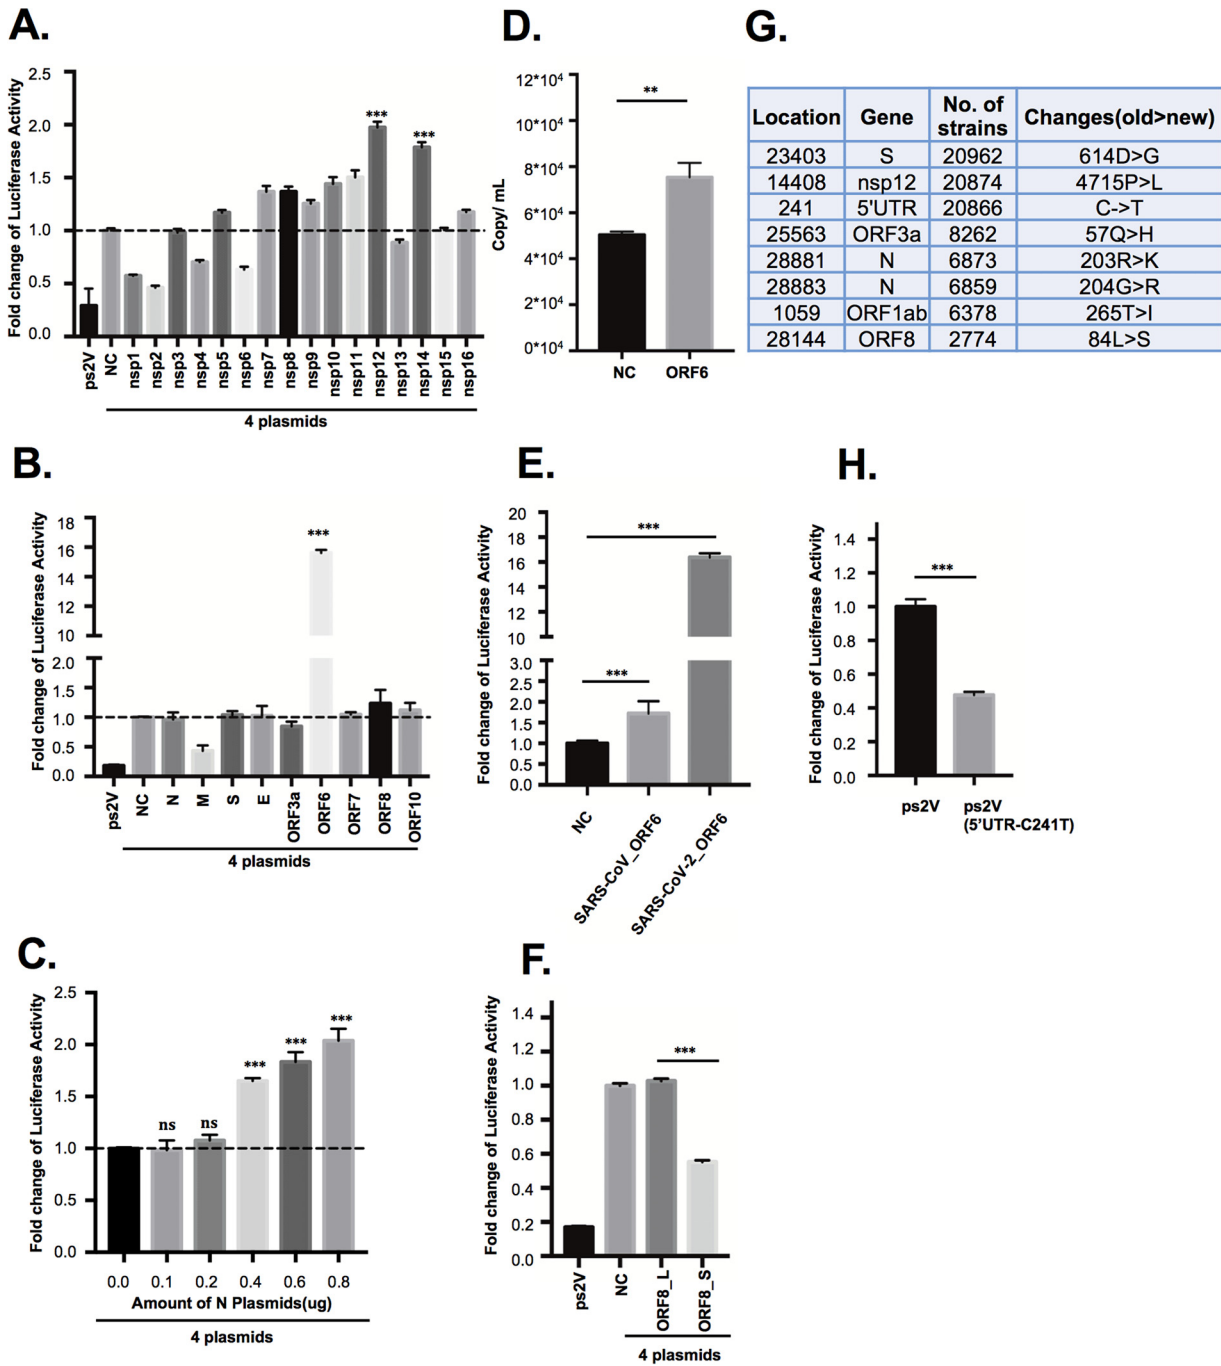 A.
Fold change of Luciferase Activity
2.5
2.0
1.5
1.0
0.5
0.0
*** ***
ps2V NC nsp1 nsp2 nsp3 nsp4 nsp5 nsp6 nsp7 nsp8 nsp9 nsp10 nsp11 nsp12 nsp13 nsp14 nsp15 nsp16
4 plasmids
D.
Copy/ mL
12*10⁴
10*10⁴
8*10⁴
6*10⁴
4*10⁴
2*10⁴
0*10⁴
**
NC ORF6
G.
Location Gene No. of strains Changes(old>new)
23403 S 20962 614D>G
14408 nsp12 20874 4715P>L
241 5'UTR 20866 C->T
25563 ORF3a 8262 57Q>H
28881 N 6873 203R>K
28883 N 6859 204G>R
1059 ORF1ab 6378 265T>I
28144 ORF8 2774 84L>S
B.
Fold change of Luciferase Activity
18
16
14
12
10
2.0
1.5
1.0
0.5
0.0
***
ps2V NC N M S E ORF3a ORF6 ORF7 ORF8 ORF10
4 plasmids
E.
Fold change of Luciferase Activity
20
18
16
14
12
10
3.0
2.5
2.0
1.5
1.0
0.5
0.0
***
***
NC SARS-CoV_ORF6 SARS-CoV-2_ORF6
H.
Fold change of Luciferase Activity
1.4
1.2
1.0
0.8
0.6
0.4
0.2
0.0
***
ps2V ps2V
(5'UTR-C241T)
C.
Fold change of Luciferase Activity
2.5
2.0
1.5
1.0
0.5
0.0
ns ns *** *** ***
0.0 0.1 0.2 0.4 0.6 0.8
Amount of N Plasmids(ug)
4 plasmids
F.
Fold change of Luciferase Activity
1.4
1.2
1.0
0.8
0.6
0.4
0.2
0.0
***
ps2V NC ORF8_L ORF8_S
4 plasmids